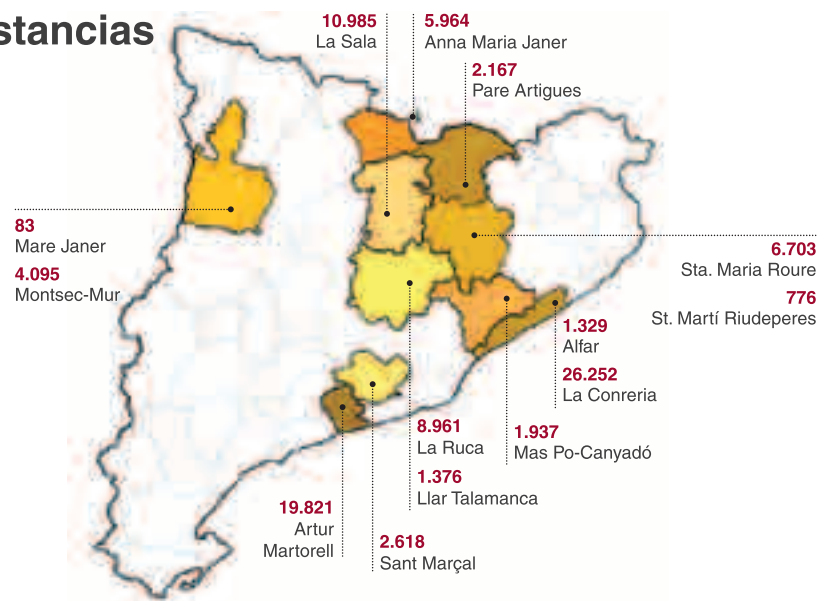 stancias
10.985
La Sala
5.964
Anna Maria Janer
2.167
Pare Artigues
83
Mare Janer
4.095
Montsec-Mur
6.703
Sta. Maria Roure
776
St. Martí Riudeperes
1.329
Alfar
26.252
La Conreria
8.961
La Ruca
1.376
Llar Talamanca
1.937
Mas Po-Canyadó
19.821
Artur
Martorell
2.618
Sant Marçal